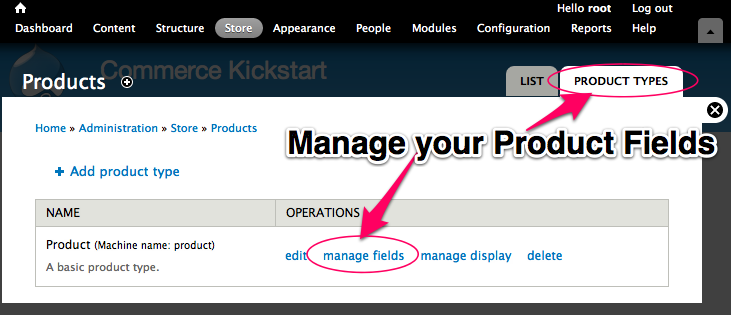 Hello root Log out
Dashboard Content Structure Store Appearance People Modules Configuration Reports Help
Commerce Kickstart
Products LIST PRODUCT TYPES
Home » Administration » Store » Products
Manage your Product Fields
+ Add product type
NAME OPERATIONS
Product (Machine name: product)
edit manage fields manage display delete
A basic product type.